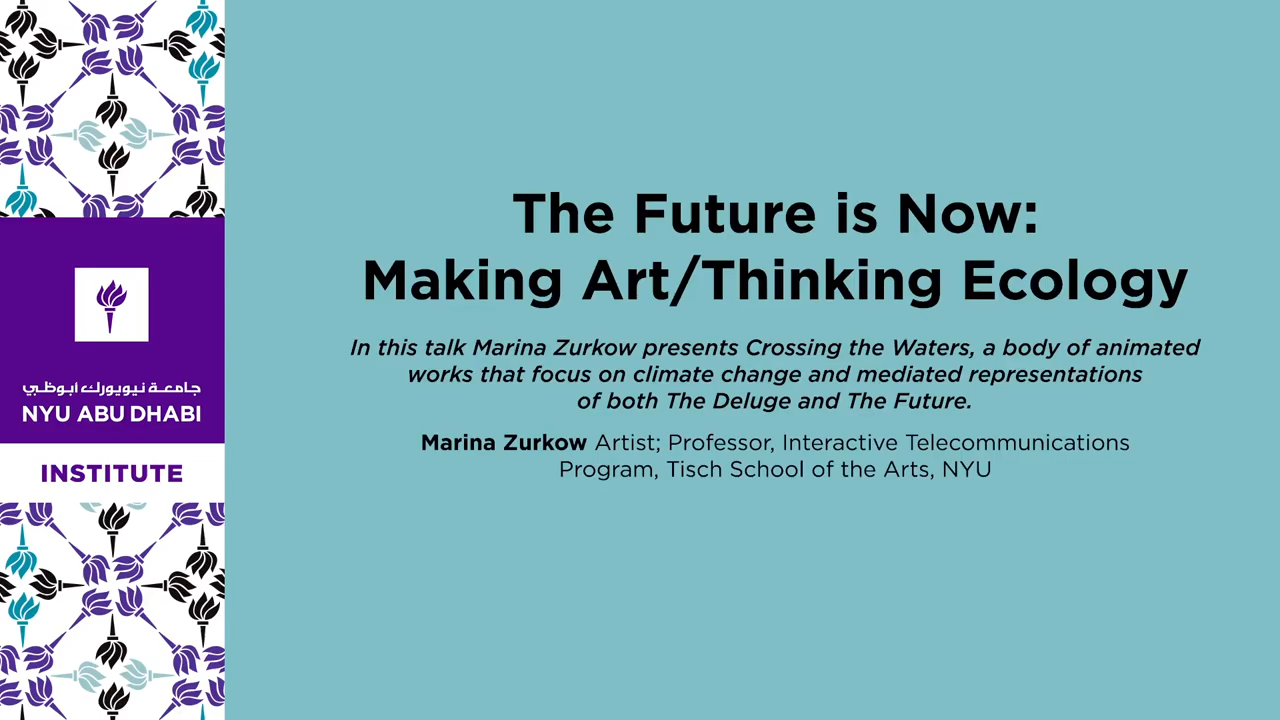 The Future is Now:
Making Art/Thinking Ecology
In this talk Marina Zurkow presents Crossing the Waters, a body of animated
works that focus on climate change and mediated representations
of both The Deluge and The Future.
Marina Zurkow Artist; Professor, Interactive Telecommunications
Program, Tisch School of the Arts, NYU
جامعـة نيويورك أبوظـبي
NYU ABU DHABI
INSTITUTE